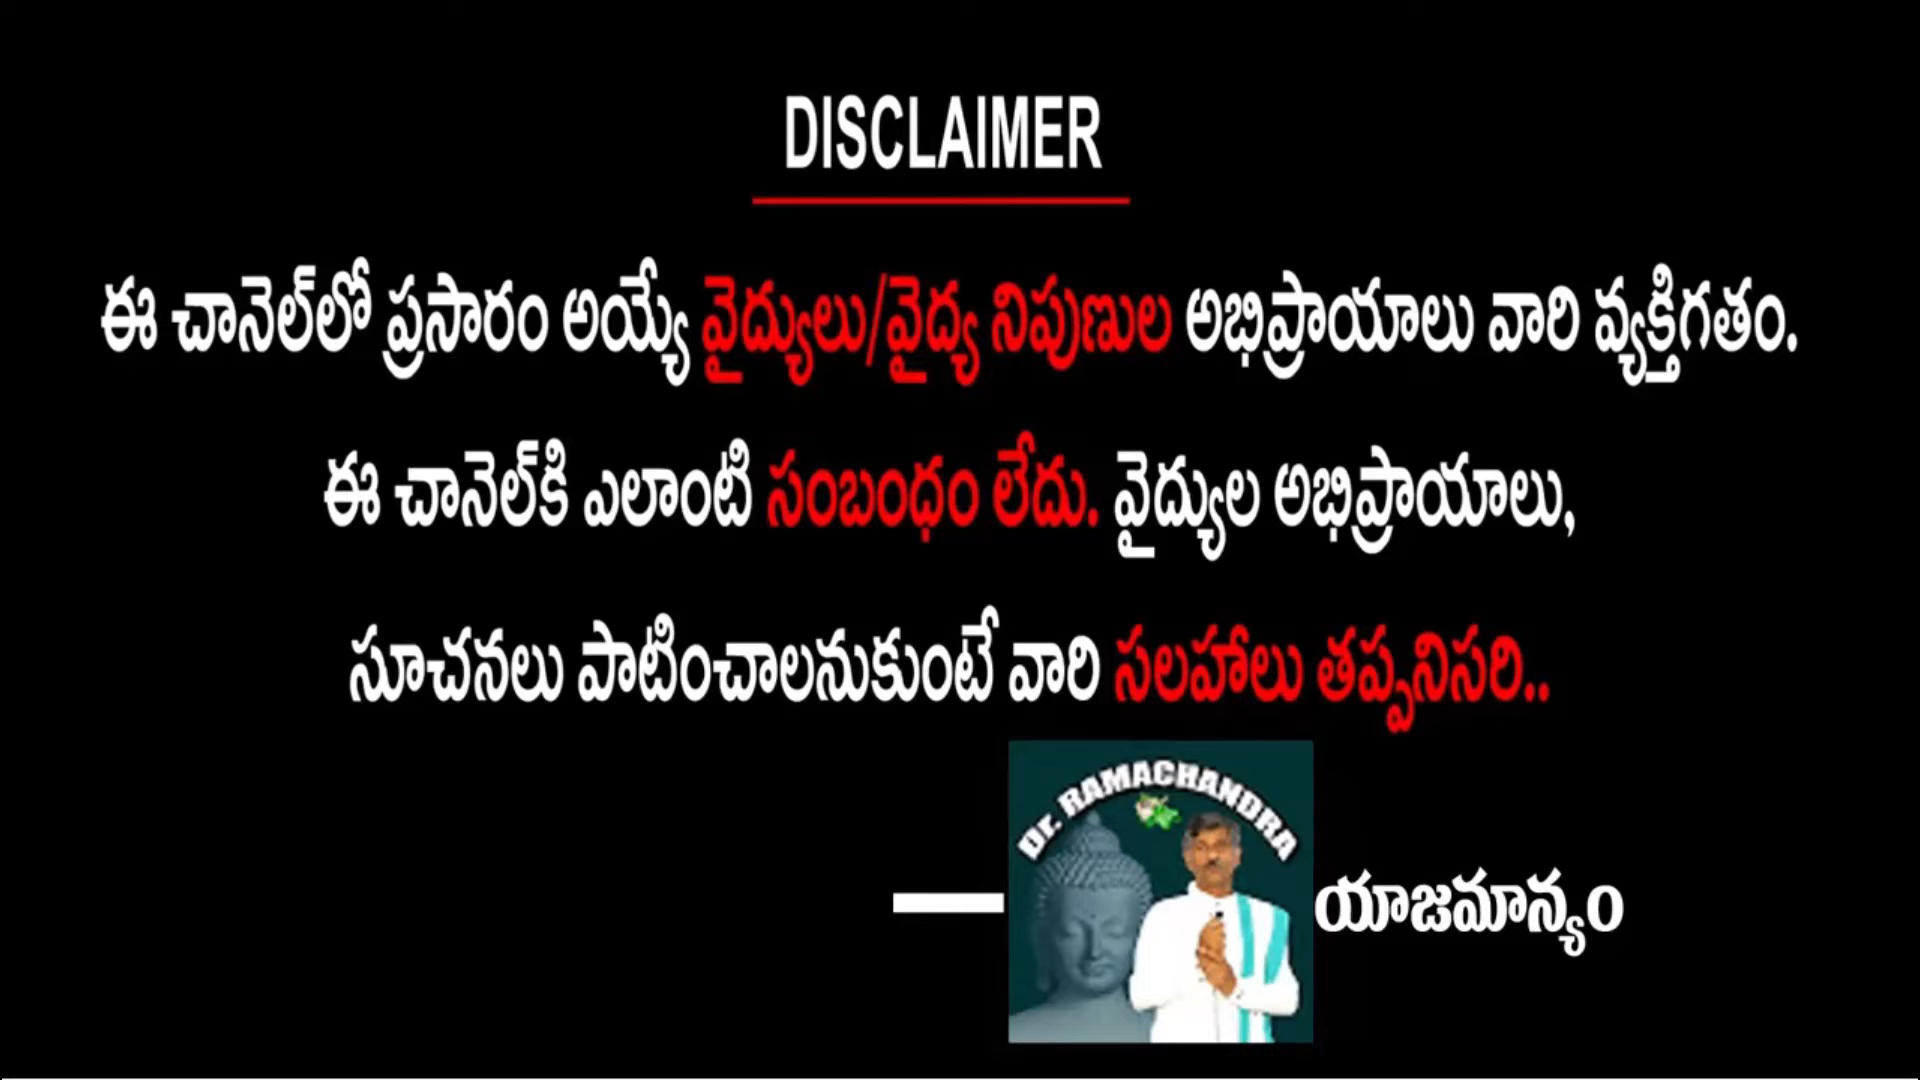 DISCLAIMER
ఈ చానెల్‌లో ప్రసారం అయ్యే వైద్యులు/వైద్య నిపుణుల అభిప్రాయాలు వారి వ్యక్తిగతం.
ఈ చానెల్‌కి ఎలాంటి సంబంధం లేదు. వైద్యుల అభిప్రాయాలు,
సూచనలు పాటించాలనుకుంటే వారి సలహాలు తప్పనిసరి..
Dr. RAMACHANDRA
— యాజమాన్యం